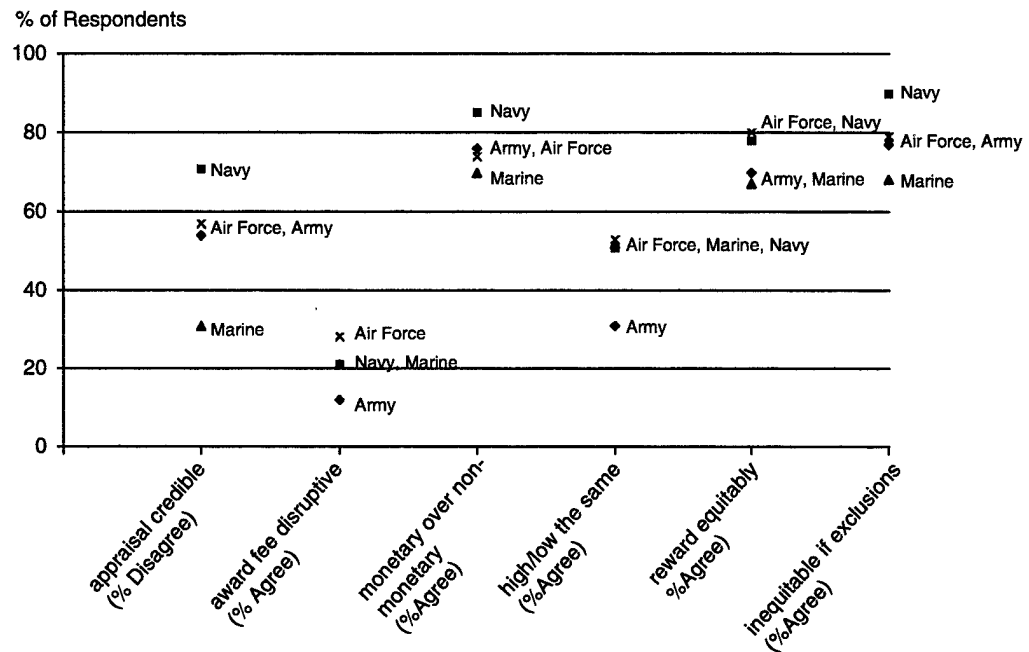 % of Respondents
100
80
60
40
20
0
Navy
Air Force, Army
Marine
Air Force
Navy, Marine
Army
Navy
Army, Air Force
Marine
Air Force, Marine, Navy
Army
Air Force, Navy
Army, Marine
Navy
Air Force, Army
Marine
appraisal credible
(% Disagree)
award fee disruptive
(% Agree)
monetary over non-
monetary
(%Agree)
high/low the same
(%Agree)
reward equitably
%Agree)
inequitable if exclusions
(%Agree)